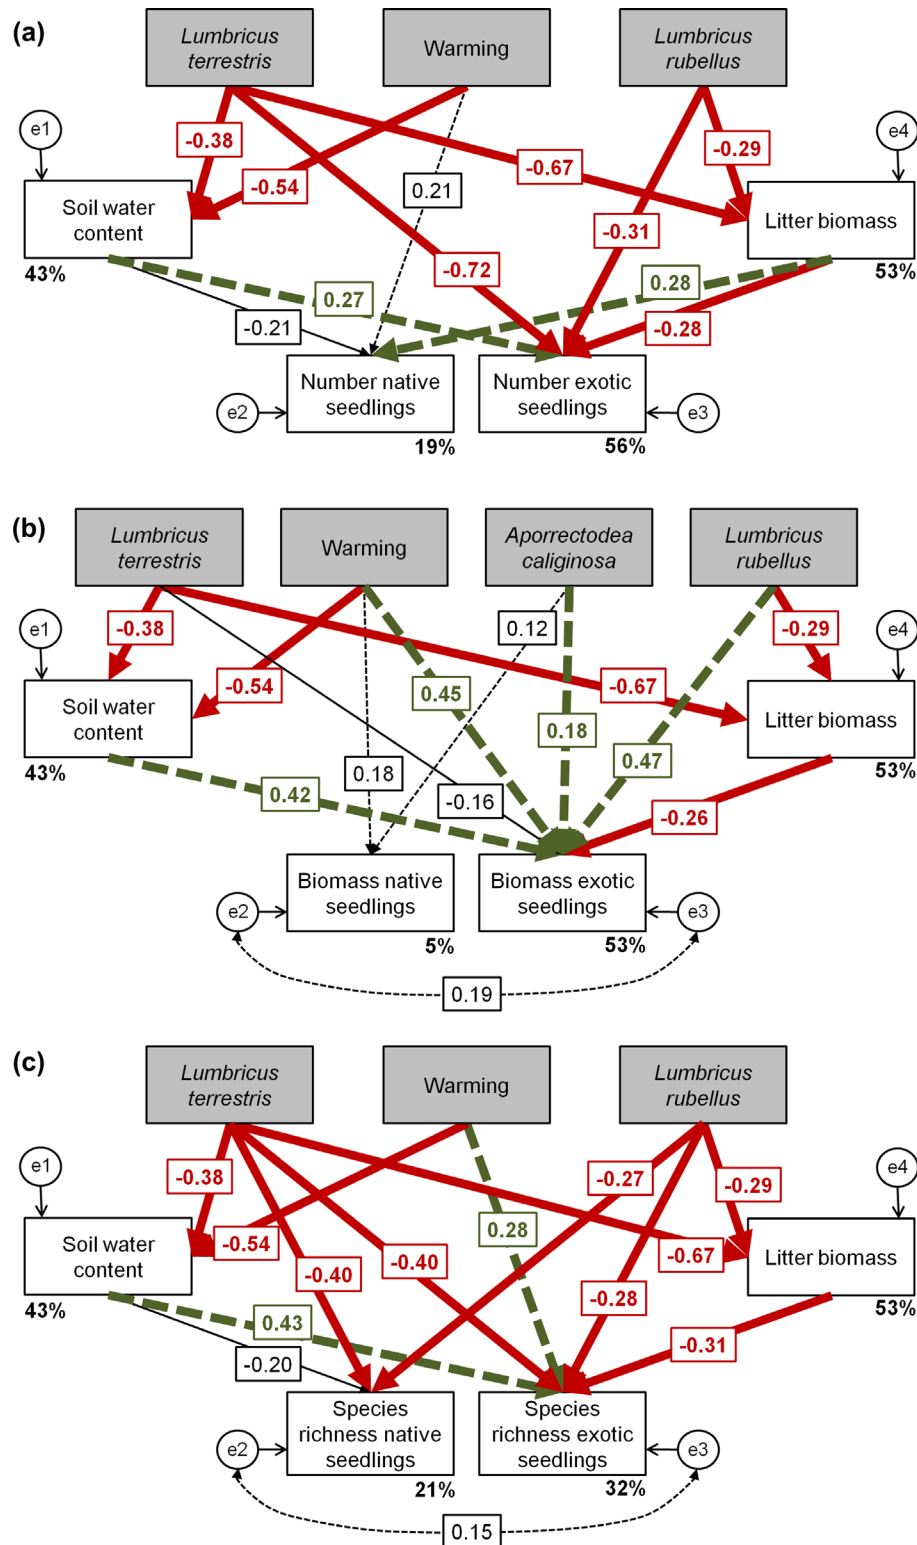 (a)
Lumbricus
terrestris
Warming
Lumbricus
rubellus
e1
-0.38
-0.54
0.21
-0.67
-0.29
e4
Soil water
content
43%
-0.31
Litter biomass
53%
-0.72
0.27
0.28
-0.21
-0.28
Number native
seedlings
19%
Number exotic
seedlings
56%
e2
e3
(b)
Lumbricus
terrestris
Warming
Aporrectodea
caliginosa
Lumbricus
rubellus
e1
-0.38
0.12
-0.29
e4
Soil water
content
43%
-0.54
0.45
-0.67
Litter biomass
53%
0.18
0.18
0.47
0.42
-0.16
-0.26
Biomass native
seedlings
5%
Biomass exotic
seedlings
53%
e2
e3
0.19
(c)
Lumbricus
terrestris
Warming
Lumbricus
rubellus
e1
-0.38
-0.27
-0.29
e4
Soil water
content
43%
-0.54
0.28
-0.67
Litter biomass
53%
-0.40
-0.40
-0.28
0.43
-0.20
-0.31
Species
richness native
seedlings
21%
Species
richness exotic
seedlings
32%
e2
e3
0.15